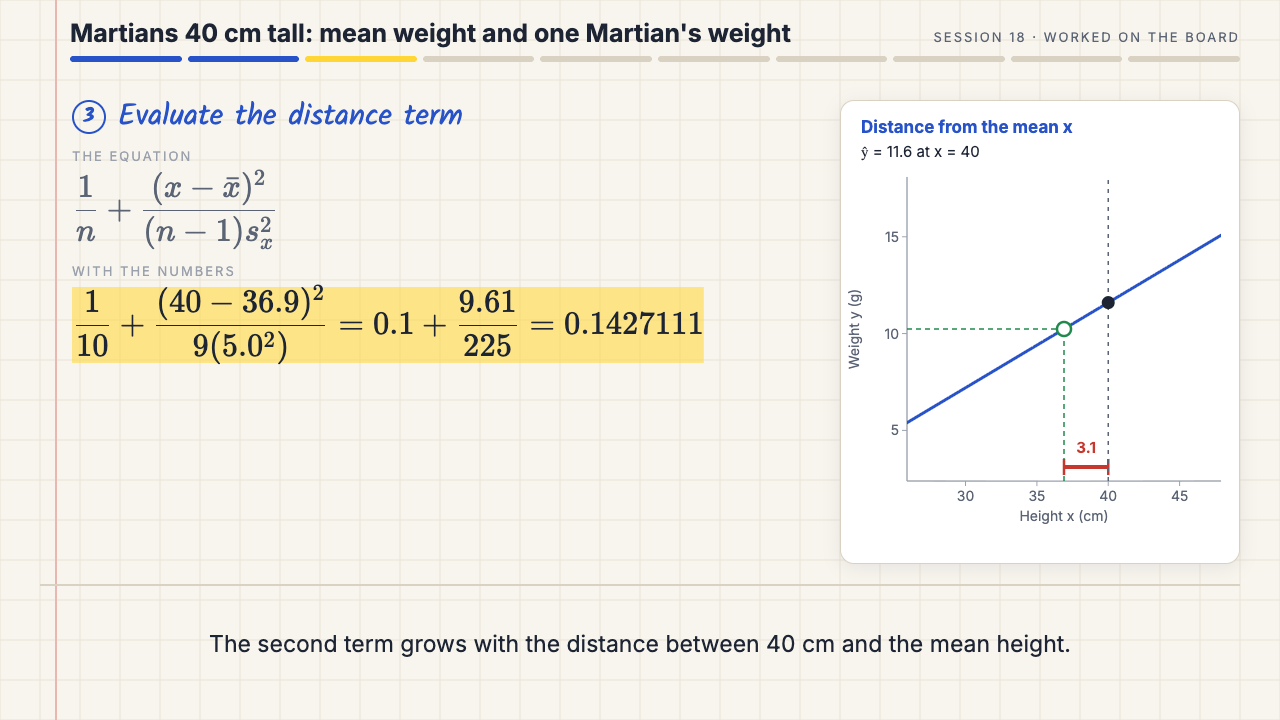 Martians 40 cm tall: mean weight and one Martian's weight
SESSION 18 · WORKED ON THE BOARD
3 Evaluate the distance term
THE EQUATION
1/n + (x − x̄)²/((n − 1)s²ₓ)
WITH THE NUMBERS
1/10 + (40 − 36.9)²/(9(5.0²)) = 0.1 + 9.61/225 = 0.1427111
Distance from the mean x
ŷ = 11.6 at x = 40
15
10
5
Weight y (g)
3.1
30 35 40 45
Height x (cm)
The second term grows with the distance between 40 cm and the mean height.